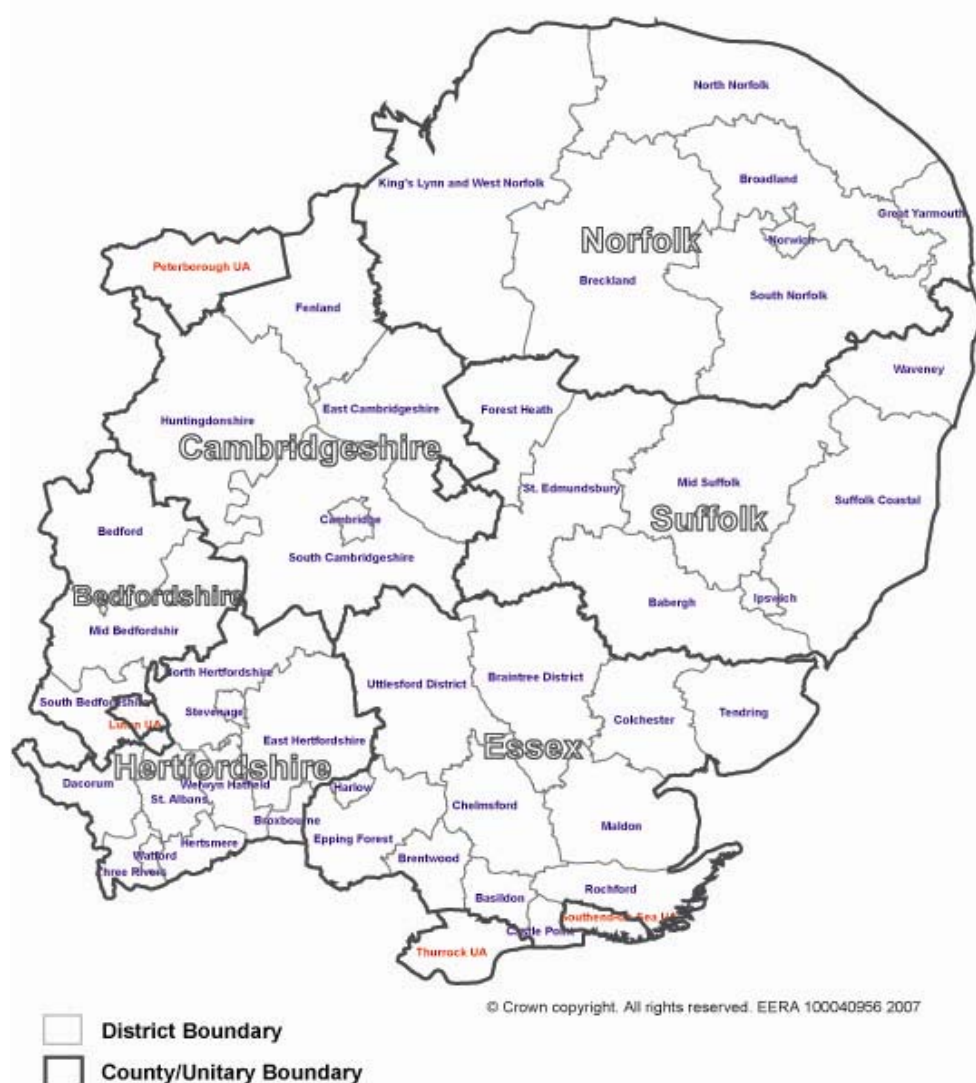 North Norfolk
King's Lynn and West Norfolk
Broadland
Great Yarmouth
Norfolk
Norwich
Peterborough UA
Breckland
South Norfolk
Fenland
Waveney
Forest Heath
East Cambridgeshire
Huntingdonshire
Cambridgeshire
St. Edmundsbury
Mid Suffolk
Suffolk Coastal
Suffolk
Cambridge
Bedford
South Cambridgeshire
Bedfordshire
Babergh
Ipswich
Mid Bedfordshir
North Hertfordshire
Uttlesford District
Braintree District
South Bedfordshire
Stevenage
Colchester
Tendring
Luton UA
East Hertfordshire
Essex
Hertfordshire
Dacorum
Welwyn Hatfield
Harlow
St. Albans
Chelmsford
Broxbourne
Maldon
Epping Forest
Hertsmere
Watford
Brentwood
Three Rivers
Rochford
Basildon
Southend-on-Sea UA
Castle Point
Thurrock UA
© Crown copyright. All rights reserved. EERA 100040956 2007
District Boundary
County/Unitary Boundary